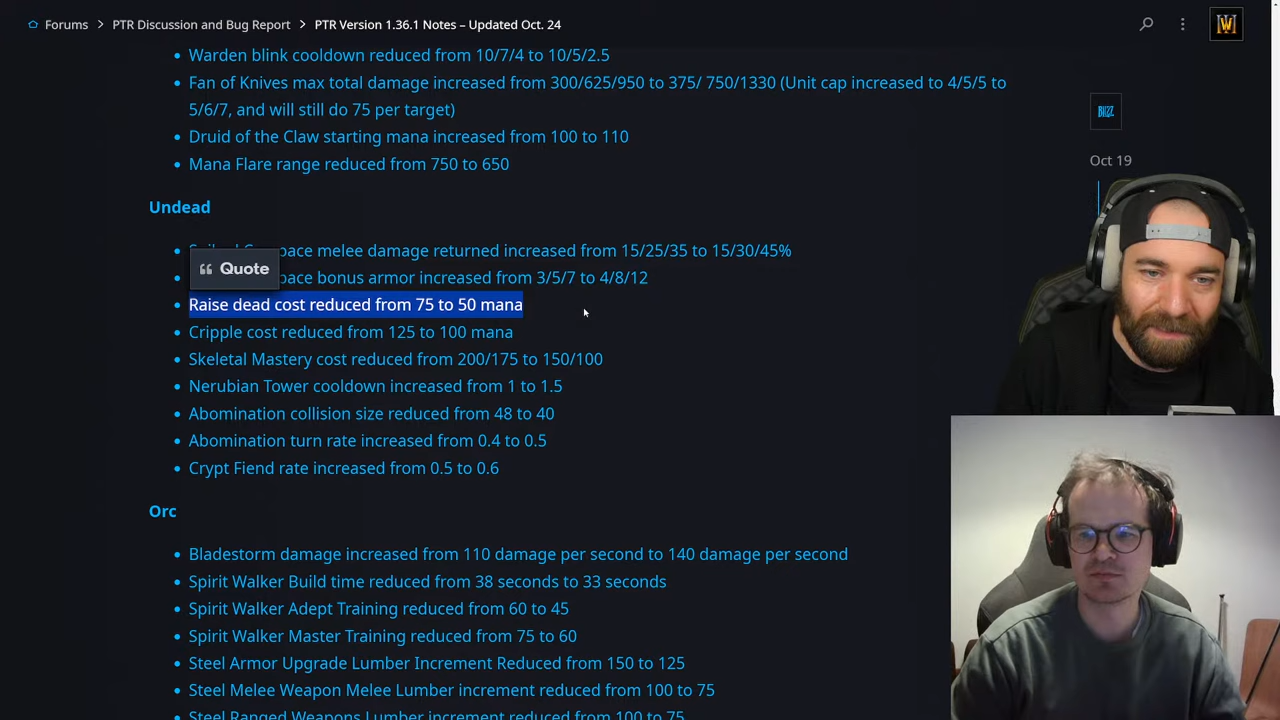 Forums > PTR Discussion and Bug Report > PTR Version 1.36.1 Notes – Updated Oct. 24
• Warden blink cooldown reduced from 10/7/4 to 10/5/2.5
• Fan of Knives max total damage increased from 300/625/950 to 375/ 750/1330 (Unit cap increased to 4/5/5 to
5/6/7, and will still do 75 per target)
• Druid of the Claw starting mana increased from 100 to 110
• Mana Flare range reduced from 750 to 650
Oct 19
Undead
pace melee damage returned increased from 15/25/35 to 15/30/45%
Quote
pace bonus armor increased from 3/5/7 to 4/8/12
• Raise dead cost reduced from 75 to 50 mana
• Cripple cost reduced from 125 to 100 mana
• Skeletal Mastery cost reduced from 200/175 to 150/100
• Nerubian Tower cooldown increased from 1 to 1.5
• Abomination collision size reduced from 48 to 40
• Abomination turn rate increased from 0.4 to 0.5
• Crypt Fiend rate increased from 0.5 to 0.6
Orc
• Bladestorm damage increased from 110 damage per second to 140 damage per second
• Spirit Walker Build time reduced from 38 seconds to 33 seconds
• Spirit Walker Adept Training reduced from 60 to 45
• Spirit Walker Master Training reduced from 75 to 60
• Steel Armor Upgrade Lumber Increment Reduced from 150 to 125
• Steel Melee Weapon Melee Lumber increment reduced from 100 to 75
• Steel Ranged Weapons Lumber increment reduced from 100 to 75